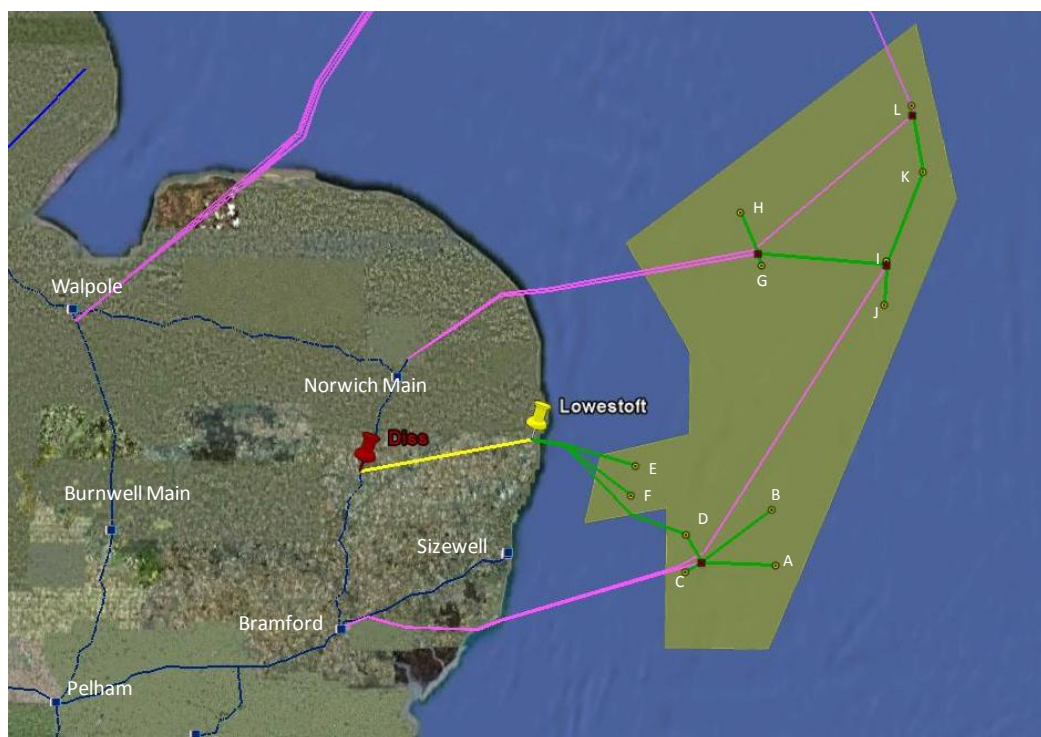 L
K
H
I
G
Walpole
J
Norwich Main
Lowestoft
Diss
E
Burnwell Main
F
B
D
Sizewell
A
C
Bramford
Pelham